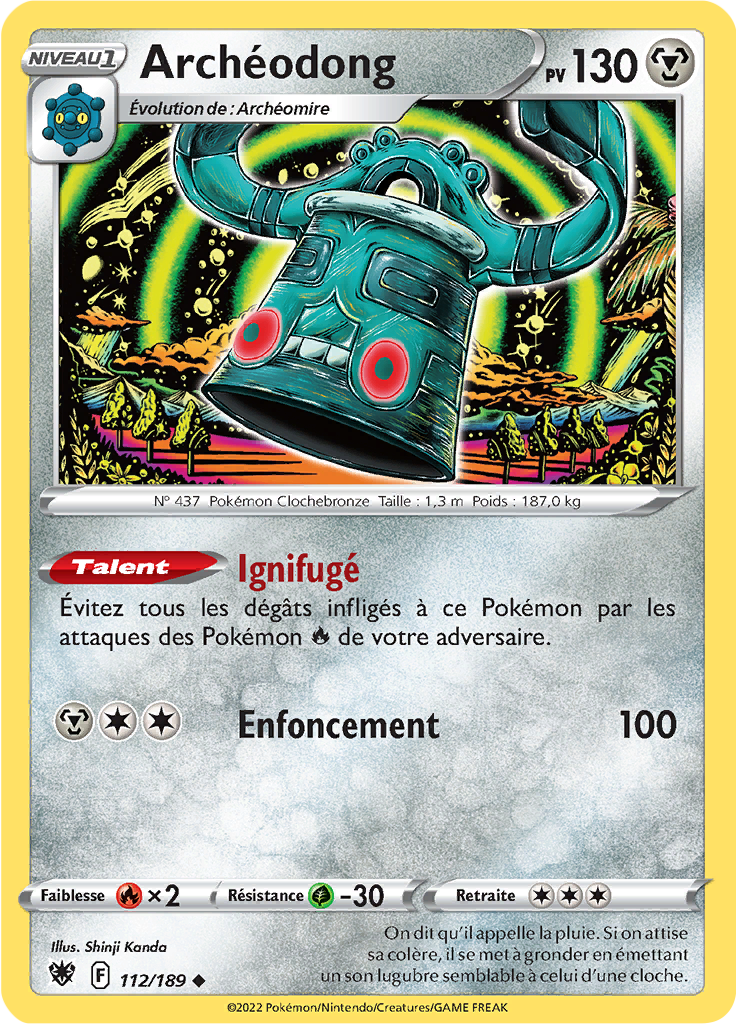 NIVEAU 1
Archéodong
PV 130
Évolution de : Archéomire
N° 437 Pokémon Clochebronze Taille : 1,3 m Poids : 187,0 kg
Talent Ignifugé
Évitez tous les dégâts infligés à ce Pokémon par les
attaques des Pokémon de votre adversaire.
Enfoncement 100
Faiblesse ×2 Résistance -30 Retraite
On dit qu'il appelle la pluie. Si on attise
sa colère, il se met à gronder en émettant
un son lugubre semblable à celui d'une cloche.
Illus. Shinji Kanda
F 112/189
©2022 Pokémon/Nintendo/Creatures/GAME FREAK